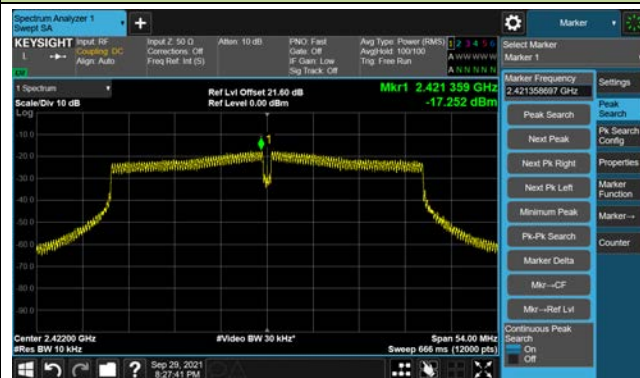 Spectrum Analyzer 1
Swept SA
Marker
KEYSIGHT
Input: RF
Coupling: DC
Align: Auto
Input Z: 50 Ω
Corrections: Off
Freq Ref: Int (S)
Atten: 10 dB
PNO: Fast
Gate: Off
IF Gain: Low
Sig Track: Off
Avg Type: Power (RMS)
Avg|Hold: 100/100
Trig: Free Run
1 2 3 4 5 6
A W W W W W
A N N N N N
L
Select Marker
Marker 1
1 Spectrum
Scale/Div 10 dB
Log
Ref Lvl Offset 21.60 dB
Ref Level 0.00 dBm
Mkr1 2.421 359 GHz
-17.252 dBm
Marker Frequency
2.421358697 GHz
Settings
Peak Search
Peak
Search
Next Peak
Pk Search
Config
Next Pk Right
Properties
Next Pk Left
Marker
Function
Minimum Peak
Marker→
Pk-Pk Search
Counter
Marker Delta
Mkr→CF
Mkr→Ref Lvl
Continuous Peak
Search
On
Off
-10.0
-20.0
-30.0
-40.0
-50.0
-60.0
-70.0
-80.0
-90.0
1
Center 2.42200 GHz
#Res BW 10 kHz
#Video BW 30 kHz*
Span 54.00 MHz
Sweep 666 ms (12000 pts)
?
Sep 29, 2021
8:27:41 PM